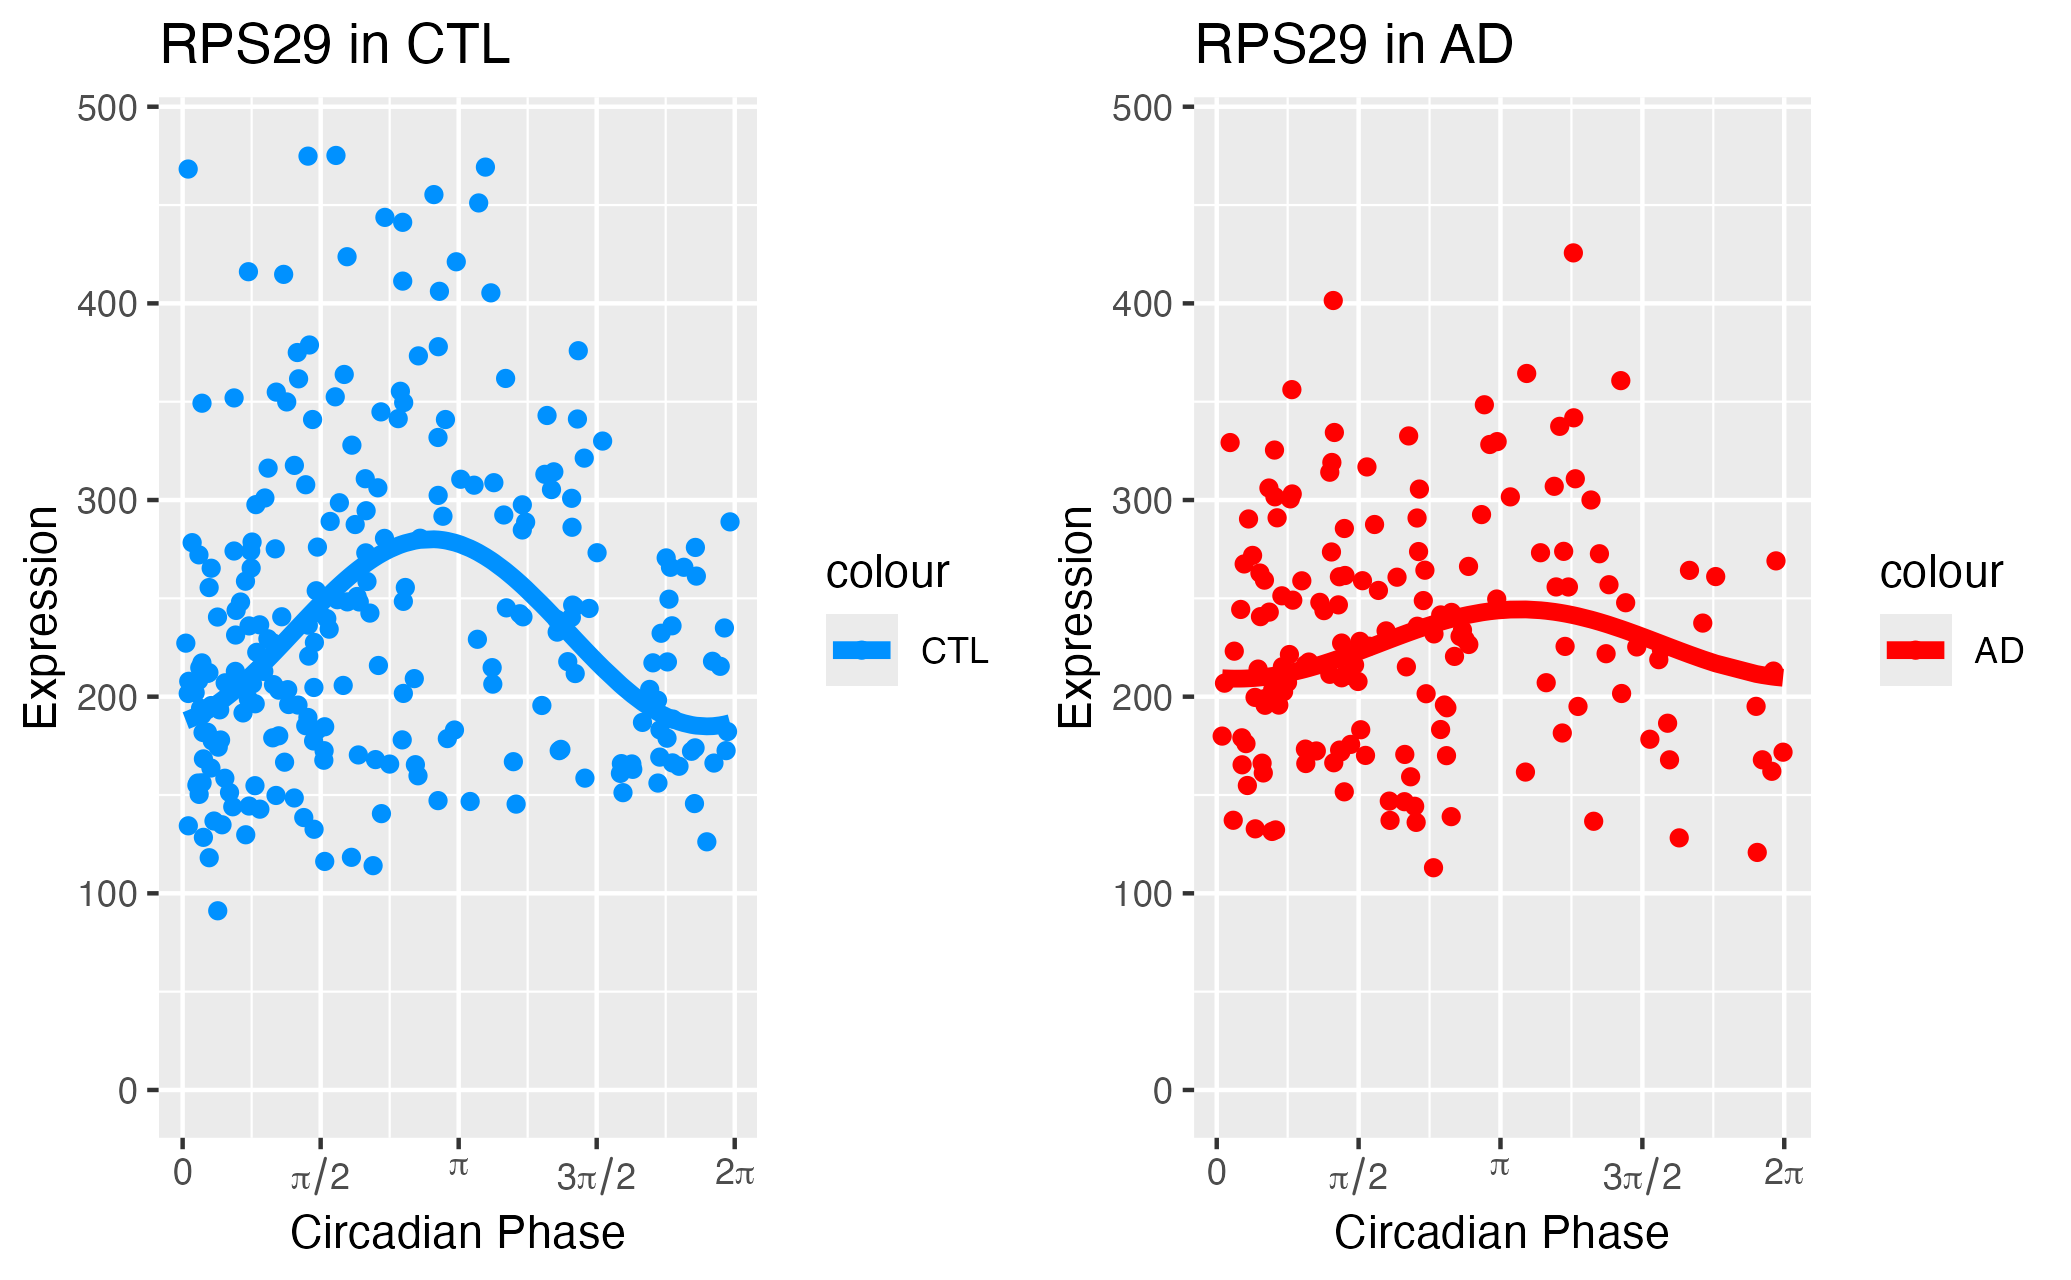 RPS29 in CTL
500
400
300
200
100
0
Expression
0 π/2 π 3π/2 2π
Circadian Phase
colour
CTL
RPS29 in AD
500
400
300
200
100
0
Expression
0 π/2 π 3π/2 2π
Circadian Phase
colour
AD